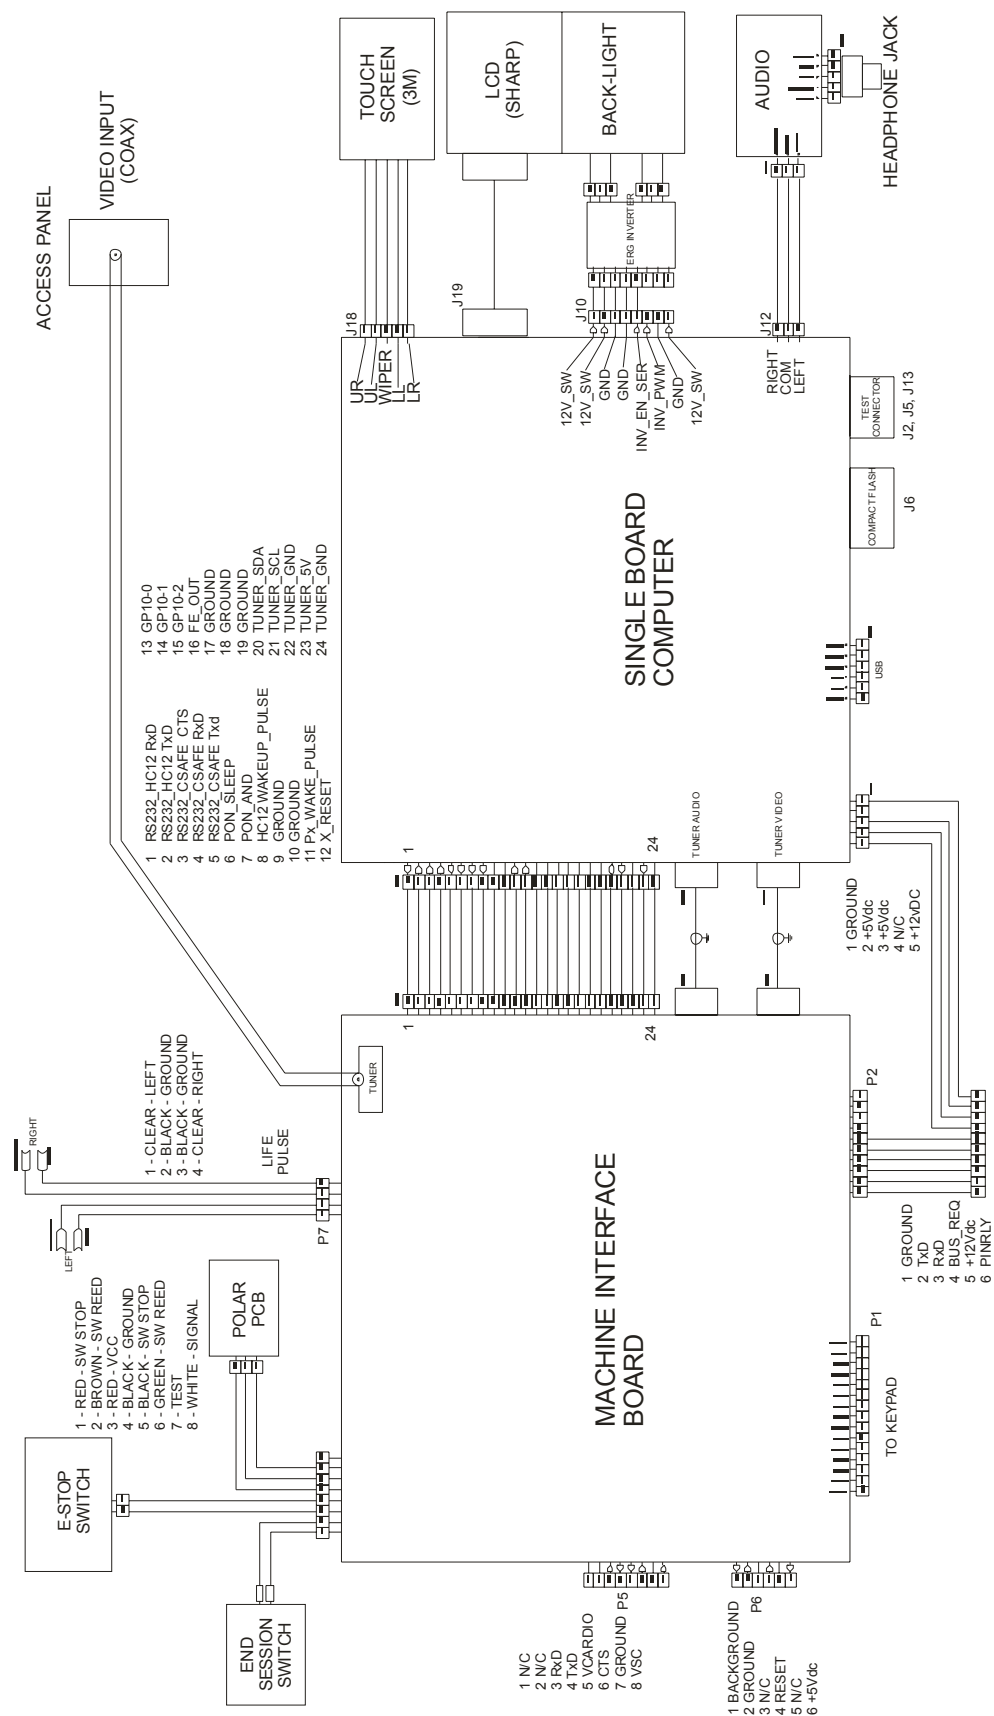 ACCESS PANEL
VIDEO INPUT
(COAX)
TOUCH
SCREEN
(3M)
LCD
(SHARP)
BACK-LIGHT
AUDIO
HEADPHONE JACK
ERG INVERTER
J18
J19
J10
J12
UR
UL
WIPER
LL
LR
12V_SW
12V_SW
GND
GND
INV_EN_SER
INV_PWM
GND
12V_SW
RIGHT
COM
LEFT
TEST
CONNECTOR
J2, J5, J13
COMPACT FLASH
J6
SINGLE BOARD
COMPUTER
USB
1 RS232_HC12 RxD
2 RS232_HC12 TxD
3 RS232_CSAFE CTS
4 RS232_CSAFE RxD
5 RS232_CSAFE Txd
6 PON_SLEEP
7 PON_AND
8 HC12 WAKEUP_PULSE
9 GROUND
10 GROUND
11 Px_WAKE_PULSE
12 X_RESET
13 GP10-0
14 GP10-1
15 GP10-2
16 FE_OUT
17 GROUND
18 GROUND
19 GROUND
20 TUNER_SDA
21 TUNER_SCL
22 TUNER_GND
23 TUNER_5V
24 TUNER_GND
1
24
TUNER AUDIO
TUNER VIDEO
1 GROUND
2 +5Vdc
3 +5Vdc
4 N/C
5 +12vDC
1
24
TUNER
RIGHT
LEFT
1 - CLEAR - LEFT
2 - BLACK - GROUND
3 - BLACK - GROUND
4 - CLEAR - RIGHT
LIFE
PULSE
P7
MACHINE INTERFACE
BOARD
P2
1 GROUND
2 TxD
3 RxD
4 BUS_REQ
5 +12Vdc
6 PINRLY
P1
TO KEYPAD
POLAR
PCB
1 - RED - SW STOP
2 - BROWN - SW REED
3 - RED - VCC
4 - BLACK - GROUND
5 - BLACK - SW STOP
6 - GREEN - SW REED
7 - TEST
8 - WHITE - SIGNAL
E-STOP
SWITCH
END
SESSION
SWITCH
P5
1 N/C
2 N/C
3 RxD
4 TxD
5 VCARDIO
6 CTS
7 GROUND
8 VSC
P6
1 BACKGROUND
2 GROUND
3 N/C
4 RESET
5 N/C
6 +5Vdc